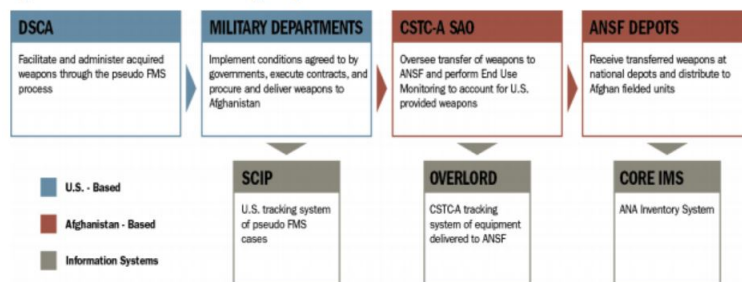 DSCA
Facilitate and administer acquired
weapons through the pseudo FMS
process
MILITARY DEPARTMENTS
Implement conditions agreed to by
governments, execute contracts, and
procure and deliver weapons to
Afghanistan
CSTC-A SAO
Oversee transfer of weapons to
ANSF and perform End Use
Monitoring to account for U.S.
provided weapons
ANSF DEPOTS
Receive transferred weapons at
national depots and distribute to
Afghan fielded units
SCIP
U.S. tracking system
of pseudo FMS
cases
OVERLORD
CSTC-A tracking
system of equipment
delivered to ANSF
CORE IMS
ANA Inventory System
U.S. - Based
Afghanistan - Based
Information Systems